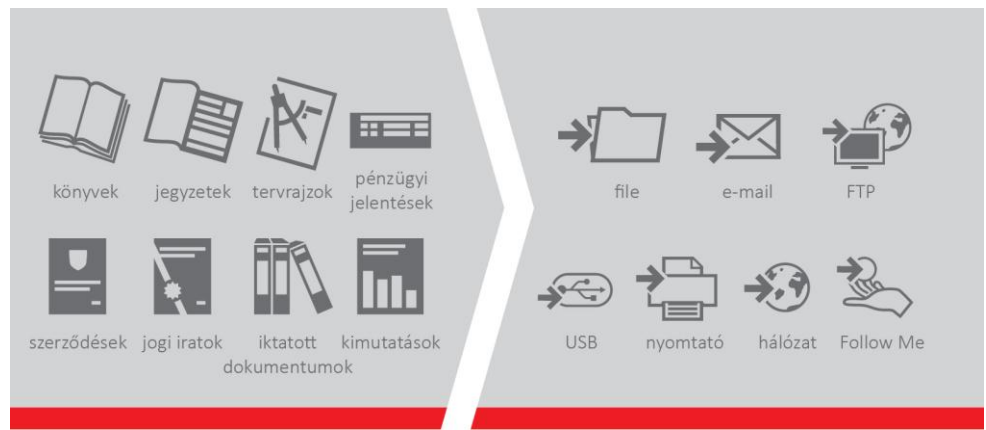 könyvek
jegyzetek
tervrajzok
pénzügyi
jelentések
file
e-mail
FTP
szerződések
jogi iratok
iktatott
dokumentumok
kimutatások
USB
nyomtató
hálózat
Follow Me